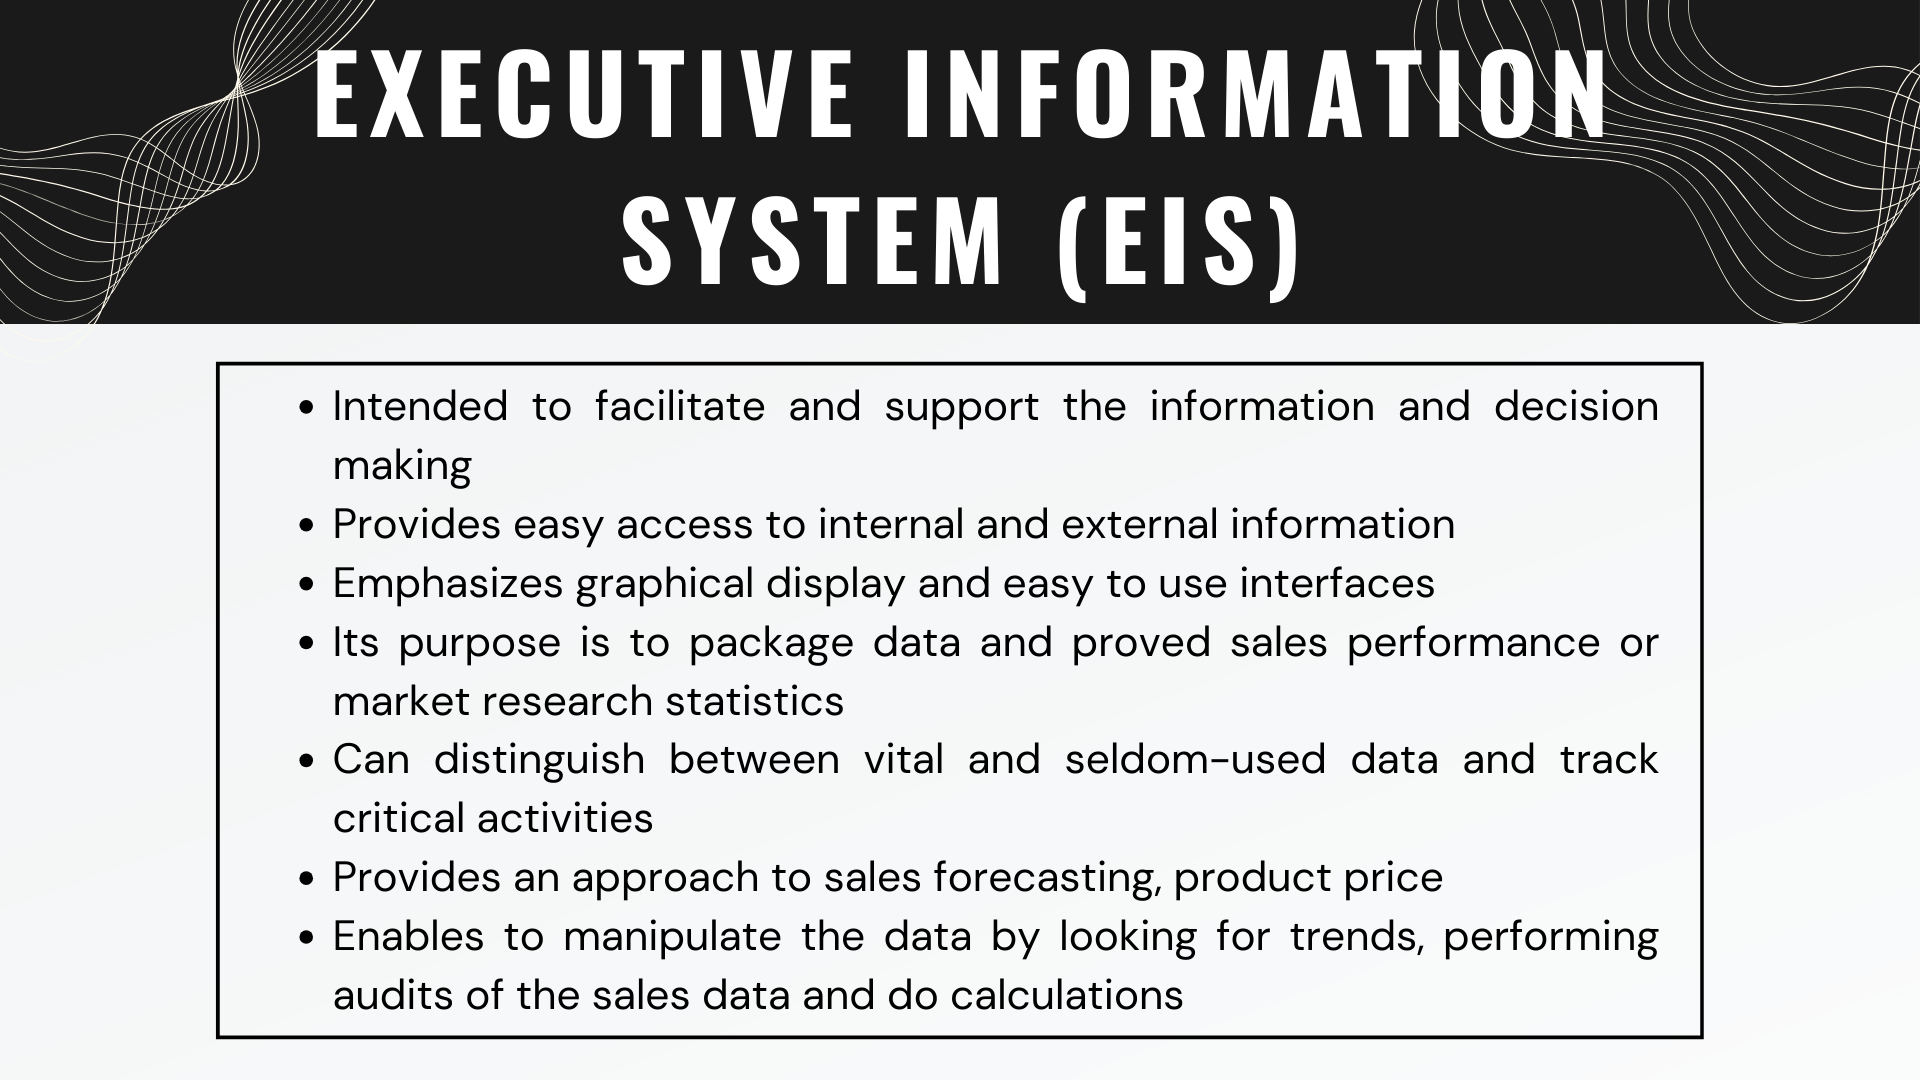 EXECUTIVE INFORMATION
SYSTEM (EIS)
• Intended to facilitate and support the information and decision
making
• Provides easy access to internal and external information
• Emphasizes graphical display and easy to use interfaces
• Its purpose is to package data and proved sales performance or
market research statistics
• Can distinguish between vital and seldom-used data and track
critical activities
• Provides an approach to sales forecasting, product price
• Enables to manipulate the data by looking for trends, performing
audits of the sales data and do calculations